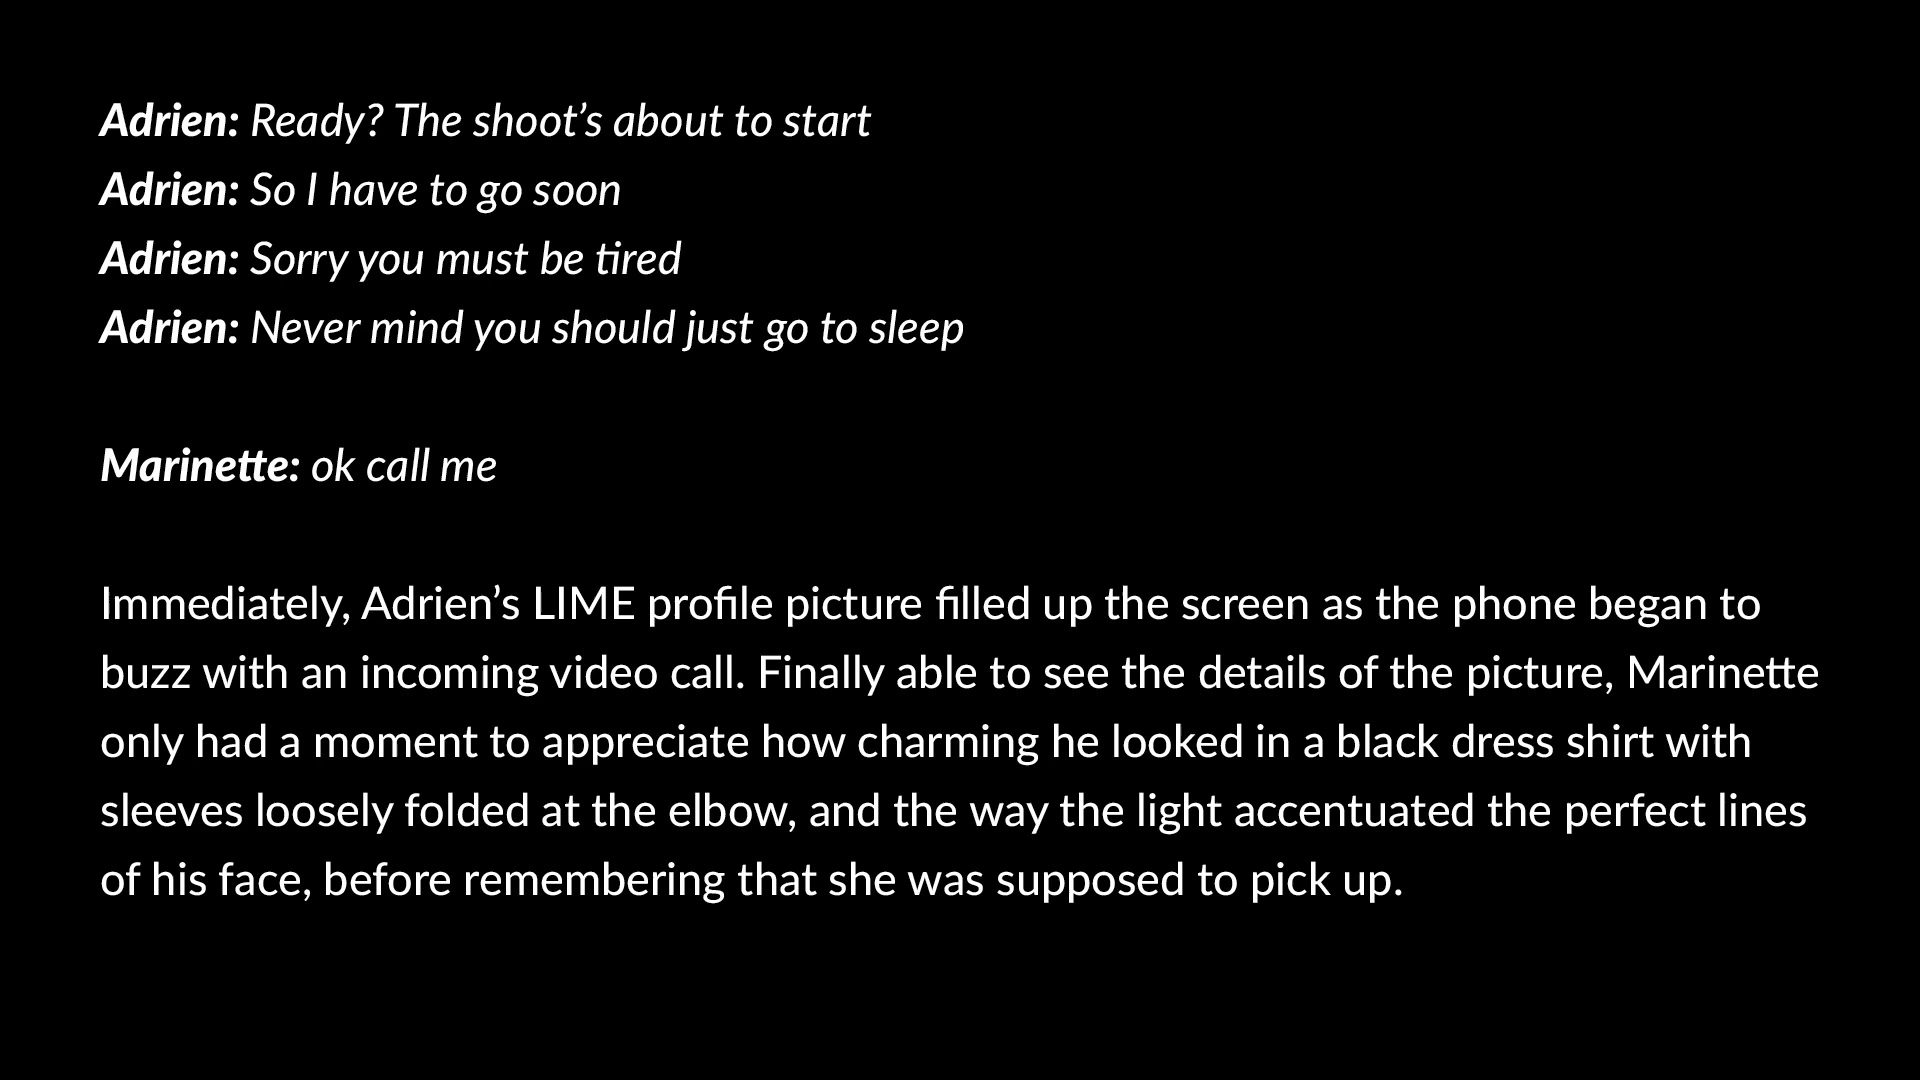 Adrien: Ready? The shoot’s about to start
Adrien: So I have to go soon
Adrien: Sorry you must be tired
Adrien: Never mind you should just go to sleep
Marinette: ok call me
Immediately, Adrien’s LIME profile picture filled up the screen as the phone began to
buzz with an incoming video call. Finally able to see the details of the picture, Marinette
only had a moment to appreciate how charming he looked in a black dress shirt with
sleeves loosely folded at the elbow, and the way the light accentuated the perfect lines
of his face, before remembering that she was supposed to pick up.